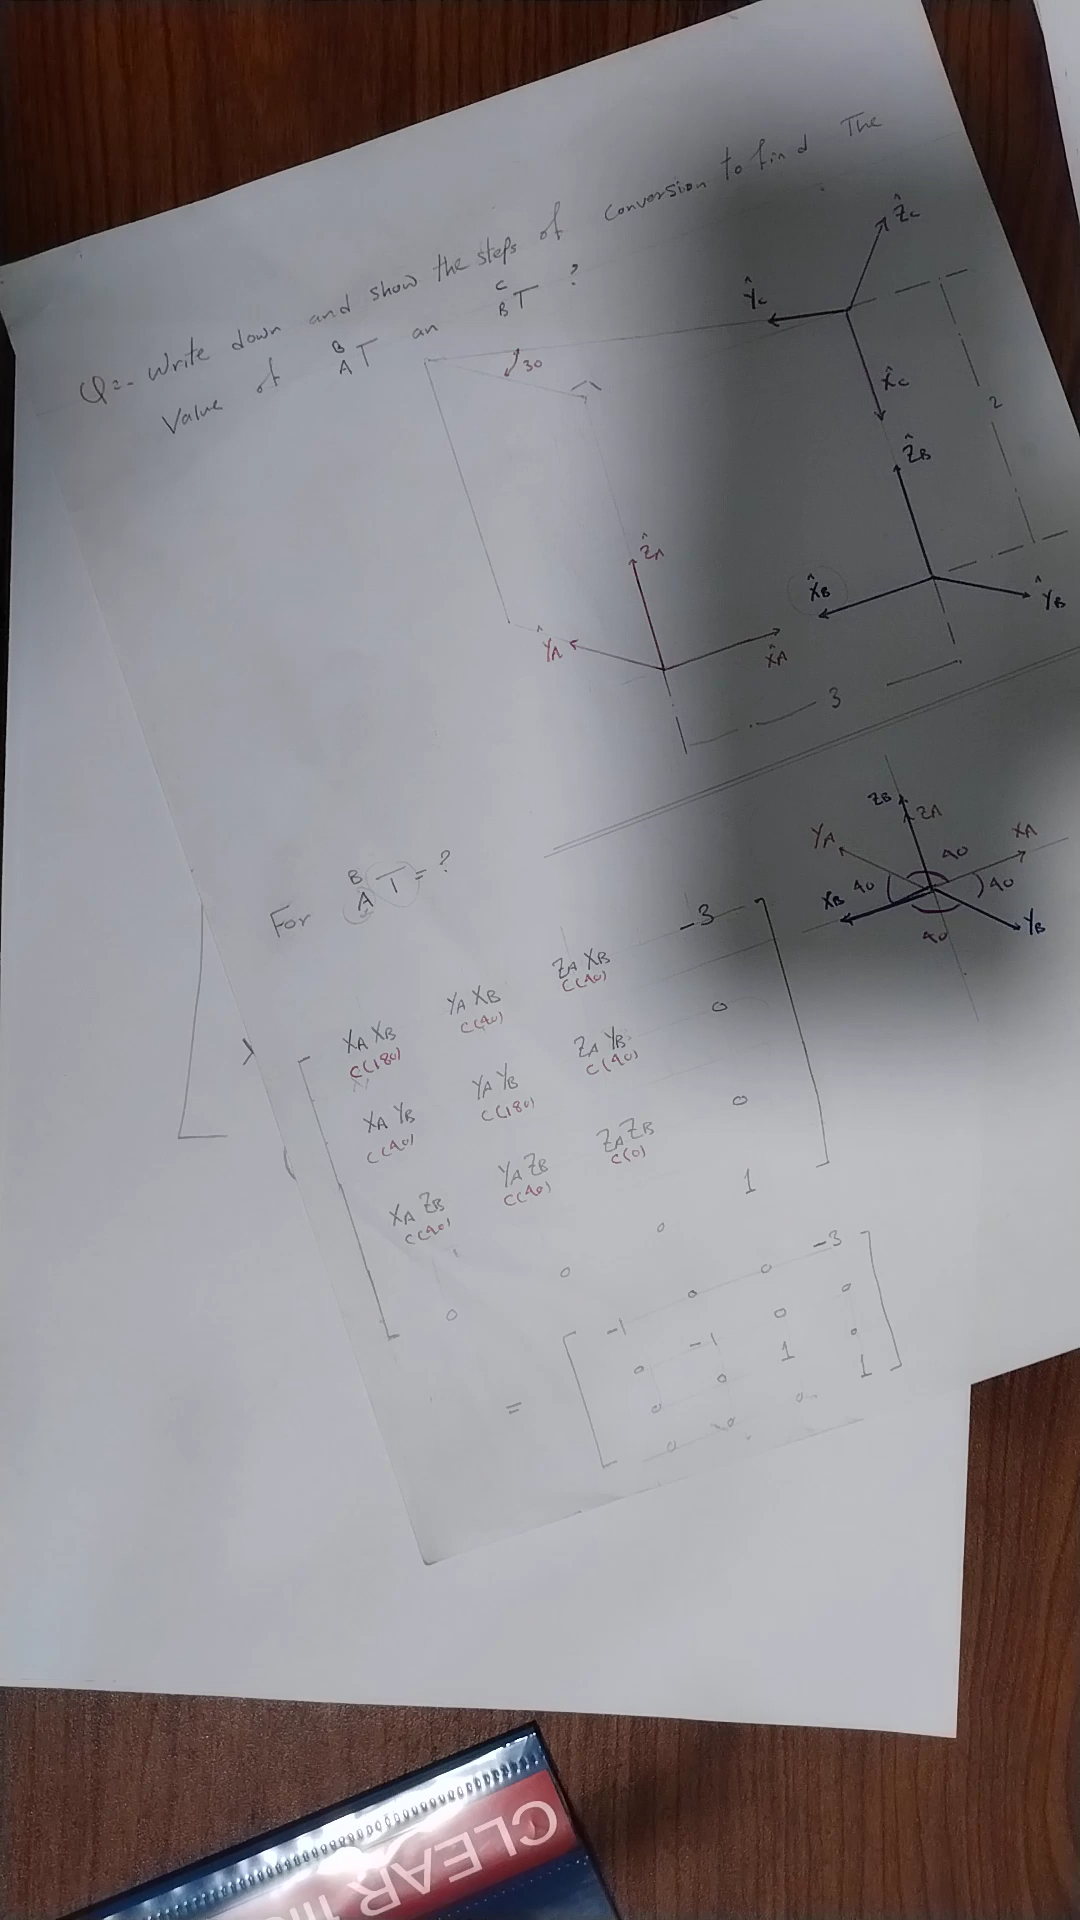 Q2:- Write down and show the steps of conversion to find The
Value of ᴮ_A T an ᶜ_B T ?
30
Ŷc
Ẑc
X̂c
2
ẐB
X̂B
ŶB
ẐA
ŶA
X̂A
3
For ᴮ_A T = ?
ZB
ZA
YA
XA
90
90
90
XB
90
YB
XA XB YA XB ZA XB -3
C(180) C(90) C(90)
XA YB YA YB ZA YB 0
C(90) C(180) C(90)
XA ZB YA ZB ZA ZB 0
C(90) C(90) C(0)
0 0 0 1
= -1 0 0 -3
0 -1 0 0
0 0 1 0
0 0 0 1
CLEAR